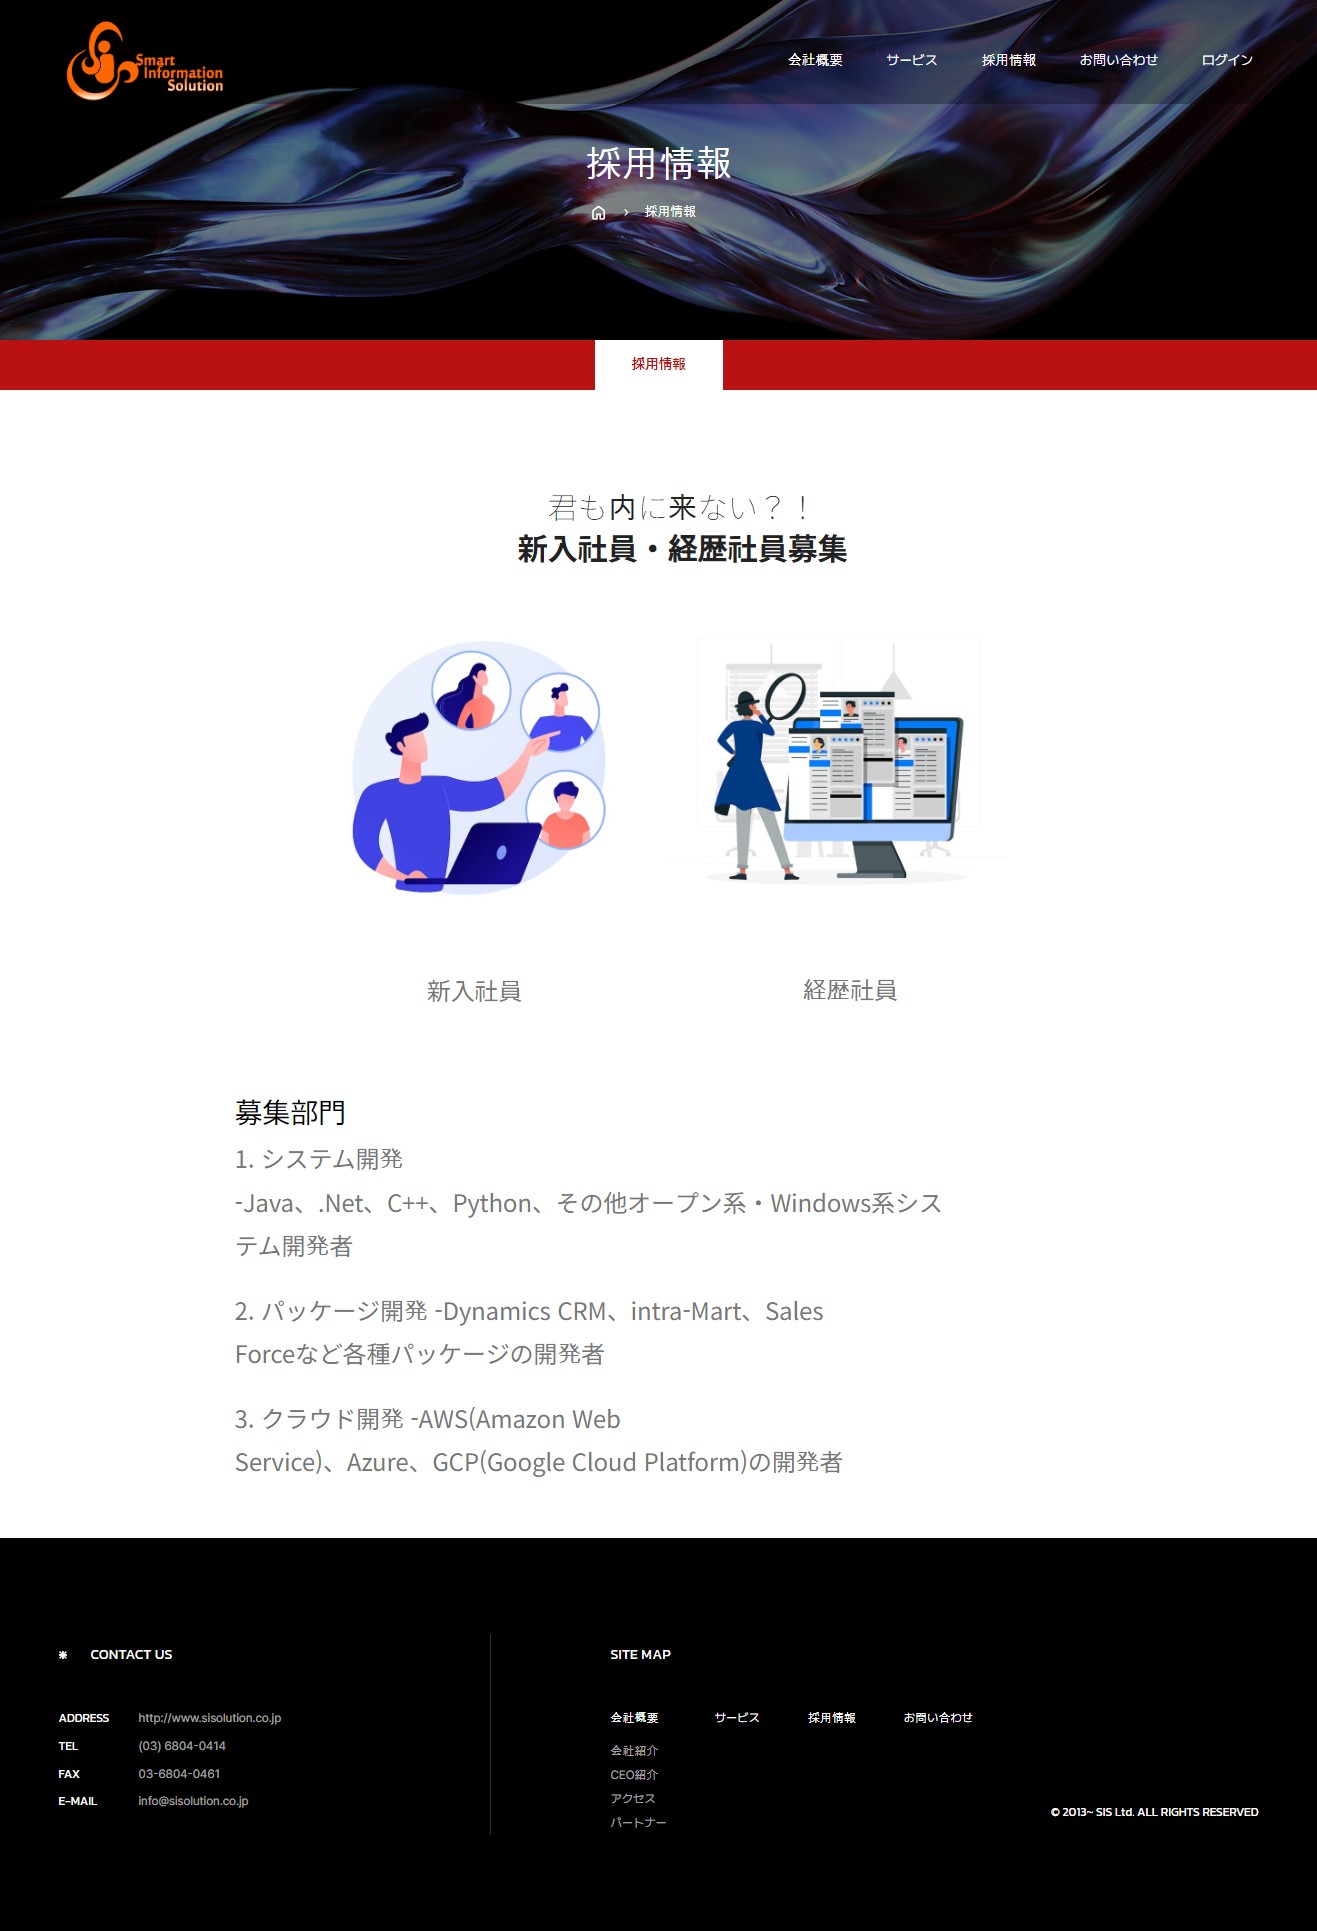 Smart
Information
Solution
会社概要 サービス 採用情報 お問い合わせ ログイン
採用情報
採用情報
採用情報
君も内に来ない？！
新入社員・経歴社員募集
新入社員 経歴社員
募集部門
1. システム開発
-Java、.Net、C++、Python、その他オープン系・Windows系シス
テム開発者
2. パッケージ開発 -Dynamics CRM、intra-Mart、Sales
Forceなど各種パッケージの開発者
3. クラウド開発 -AWS(Amazon Web
Service)、Azure、GCP(Google Cloud Platform)の開発者
CONTACT US
ADDRESS http://www.sisolution.co.jp
TEL (03) 6804-0414
FAX 03-6804-0461
E-MAIL info@sisolution.co.jp
SITE MAP
会社概要 サービス 採用情報 お問い合わせ
会社紹介
CEO紹介
アクセス
パートナー
© 2013~ SIS Ltd. ALL RIGHTS RESERVED